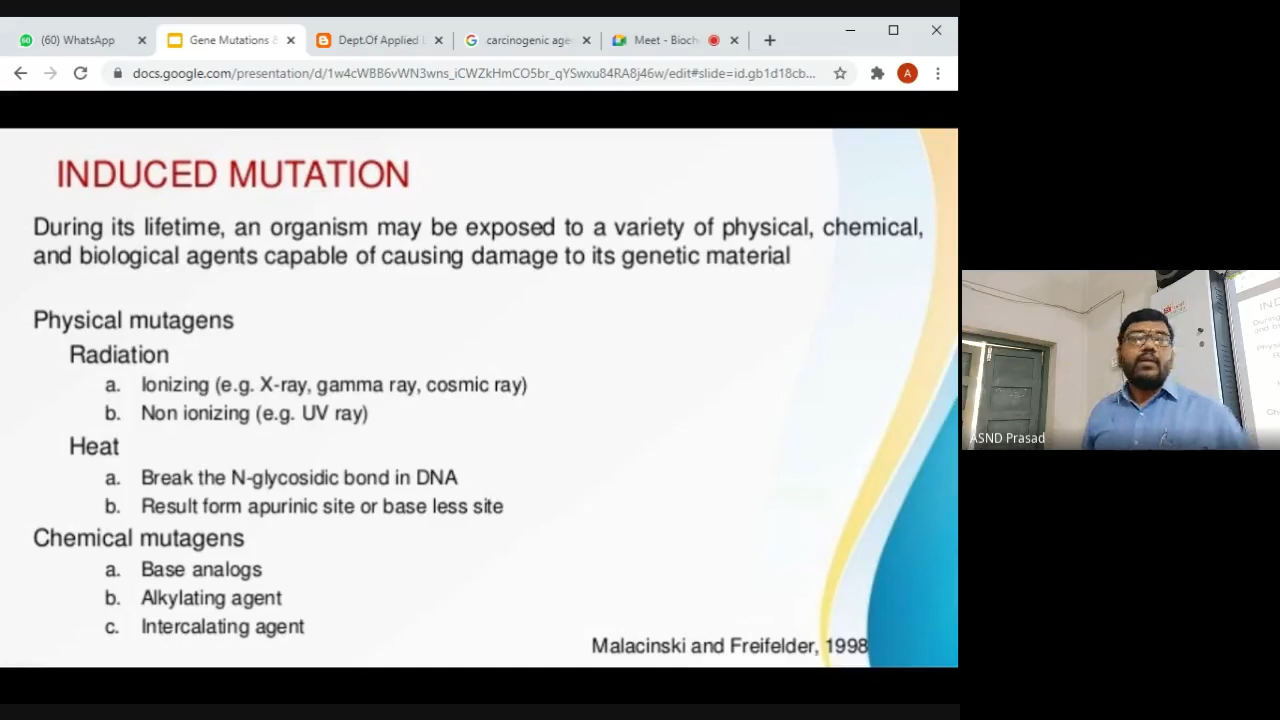 (60) WhatsApp
Gene Mutations &
Dept.Of Applied
carcinogenic age
Meet - Bioch
docs.google.com/presentation/d/1w4cWBB6vWN3wns_iCWZkHmCO5br_qYSwxu84RA8j46w/edit#slide=id.gb1d18cb...
A
INDUCED MUTATION
During its lifetime, an organism may be exposed to a variety of physical, chemical,
and biological agents capable of causing damage to its genetic material
Physical mutagens
Radiation
a. Ionizing (e.g. X-ray, gamma ray, cosmic ray)
b. Non ionizing (e.g. UV ray)
Heat
a. Break the N-glycosidic bond in DNA
b. Result form apurinic site or base less site
Chemical mutagens
a. Base analogs
b. Alkylating agent
c. Intercalating agent
Malacinski and Freifelder, 1998
ASND Prasad